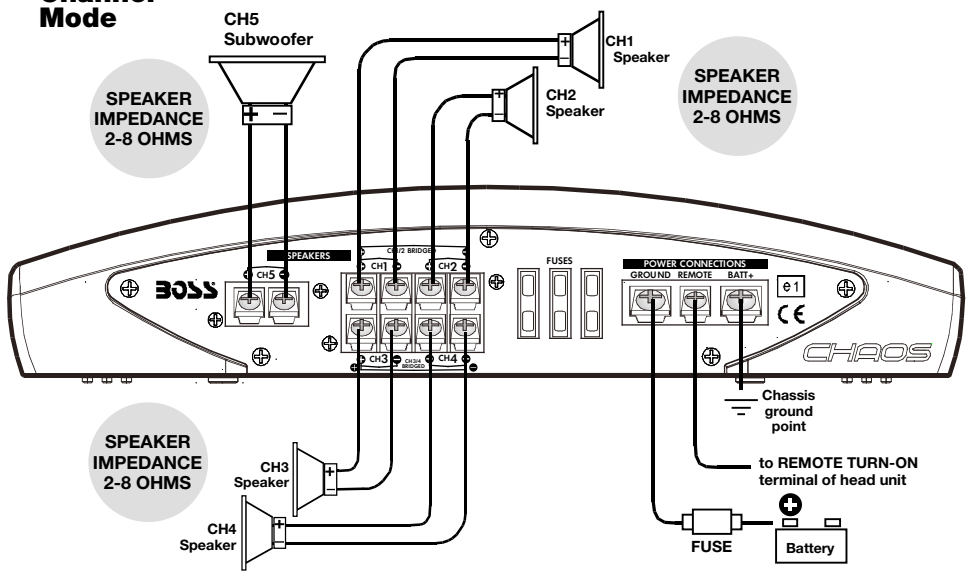 Mode
CH5
Subwoofer
CH1
Speaker
CH2
Speaker
SPEAKER
IMPEDANCE
2-8 OHMS
SPEAKER
IMPEDANCE
2-8 OHMS
SPEAKERS
CH5
CH1/2 BRIDGED
CH1
CH2
FUSES
POWER CONNECTIONS
GROUND REMOTE BATT+
BOSS
e1
CE
CHAOS
CH3
CH3/4
BRIDGED
CH4
Chassis
ground
point
SPEAKER
IMPEDANCE
2-8 OHMS
CH3
Speaker
CH4
Speaker
to REMOTE TURN-ON
terminal of head unit
FUSE
Battery